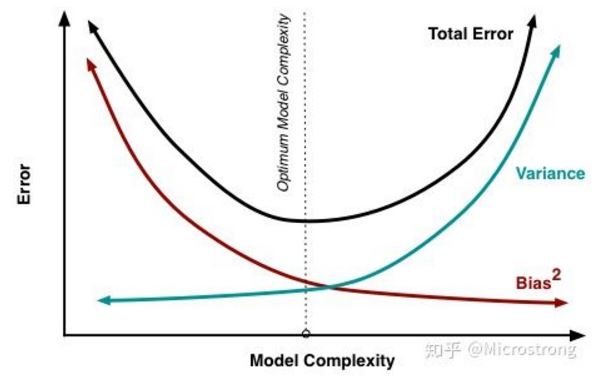 Total Error
Optimum Model Complexity
Error
Variance
Bias²
Model Complexity
知乎 @Microstrong